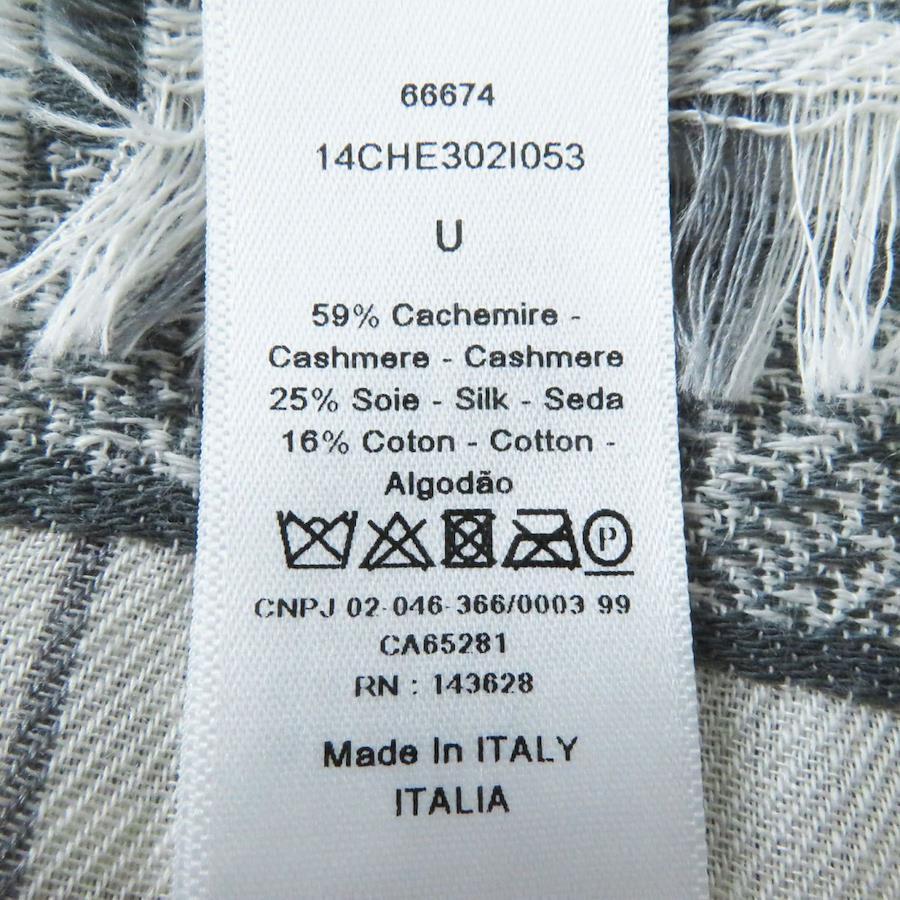 66674
14CHE302I053
U
59% Cachemire -
Cashmere - Cashmere
25% Soie - Silk - Seda
16% Coton - Cotton -
Algodão
P
CNPJ 02-046-366/0003 99
CA65281
RN : 143628
Made In ITALY
ITALIA